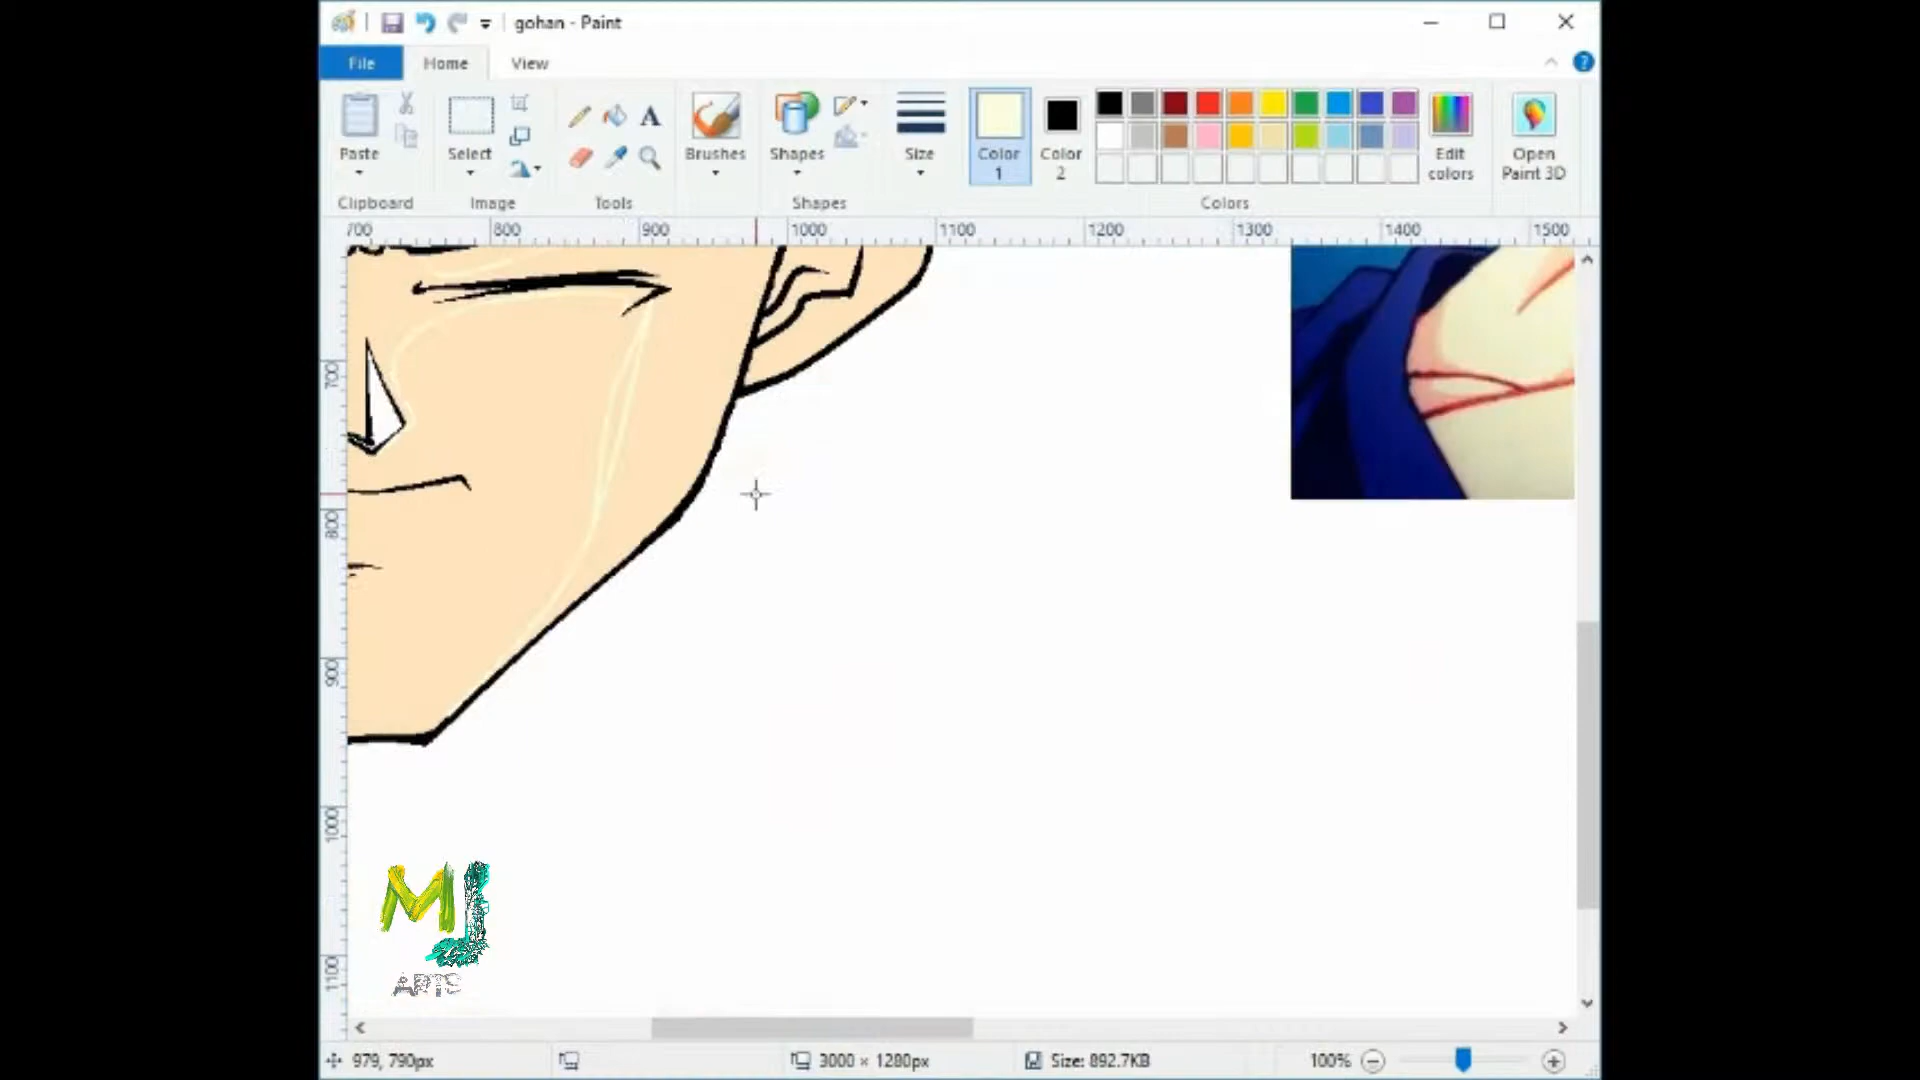 gohan - Paint
File Home View
Paste Select Brushes Shapes Size Color 1 Color 2 Edit colors Open Paint 3D
Clipboard Image Tools Shapes Colors
700 800 900 1000 1100 1200 1300 1400 1500
700
800
900
1000
1100
MJ
ARTS
979, 790px 3000 × 1280px Size: 892.7KB 100%